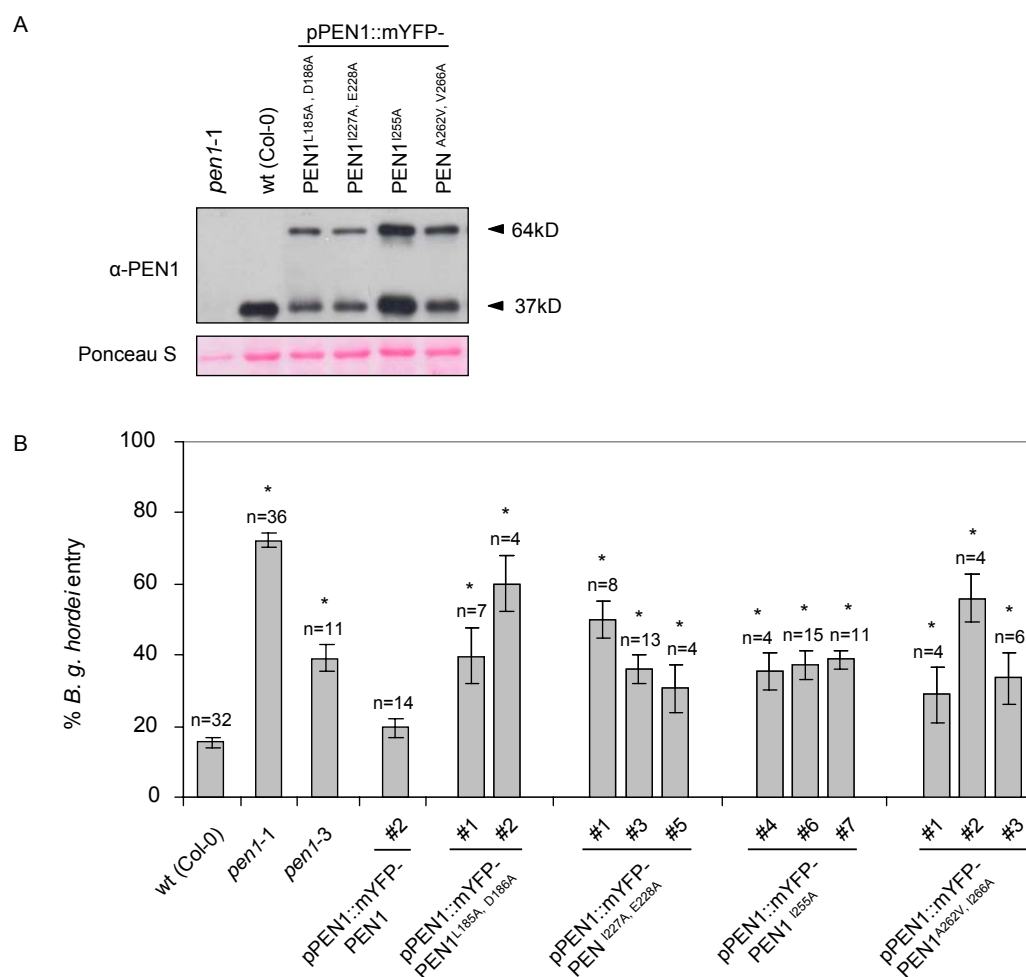 A
pPEN1::mYFP-
pen1-1
wt (Col-0)
PEN1L185A , D186A
PEN1I227A, E228A
PEN1I255A
PEN A262V, V266A
α-PEN1
64kD
37kD
Ponceau S
B
% B. g. hordei entry
100
80
60
40
20
0
n=32
*
n=36
*
n=11
n=14
*
n=7
*
n=4
*
n=8
*
n=13
*
n=4
*
n=4
*
n=15
*
n=11
*
n=4
*
n=4
*
n=6
wt (Col-0)
pen1-1
pen1-3
#2
#1
#2
#1
#3
#5
#4
#6
#7
#1
#2
#3
pPEN1::mYFP-
PEN1
pPEN1::mYFP-
PEN1L185A, D186A
pPEN1::mYFP-
PEN I227A, E228A
pPEN1::mYFP-
PEN1 I255A
pPEN1::mYFP-
PEN1A262V, I266A